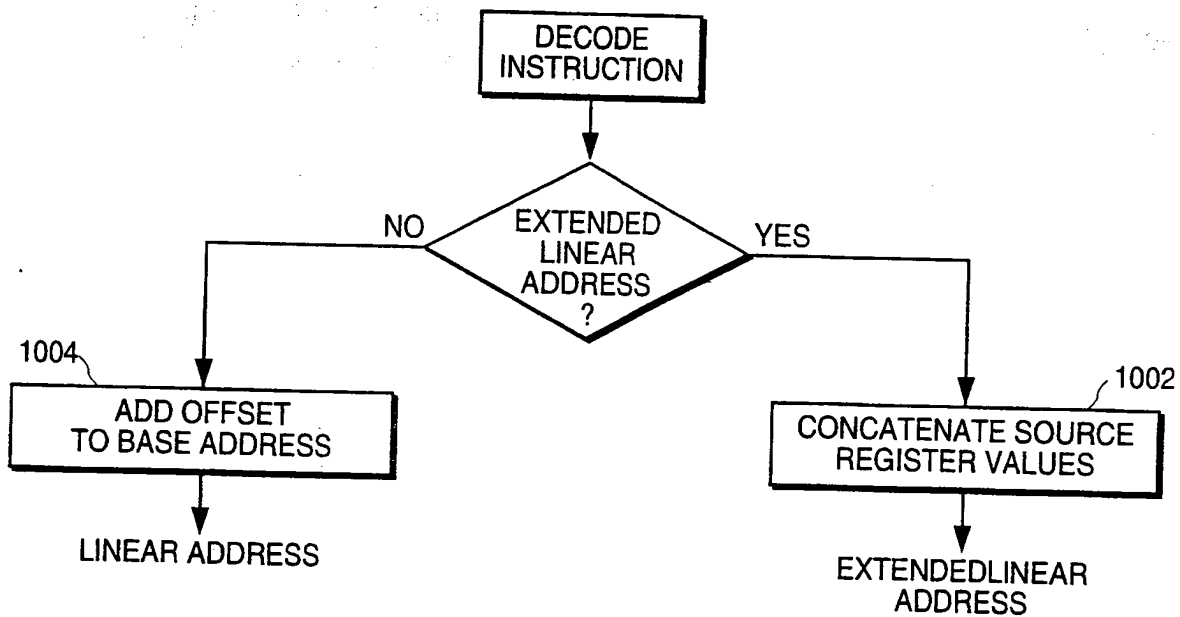 DECODE
INSTRUCTION
NO
EXTENDED
LINEAR
ADDRESS
?
YES
1004
ADD OFFSET
TO BASE ADDRESS
1002
CONCATENATE SOURCE
REGISTER VALUES
LINEAR ADDRESS
EXTENDEDLINEAR
ADDRESS